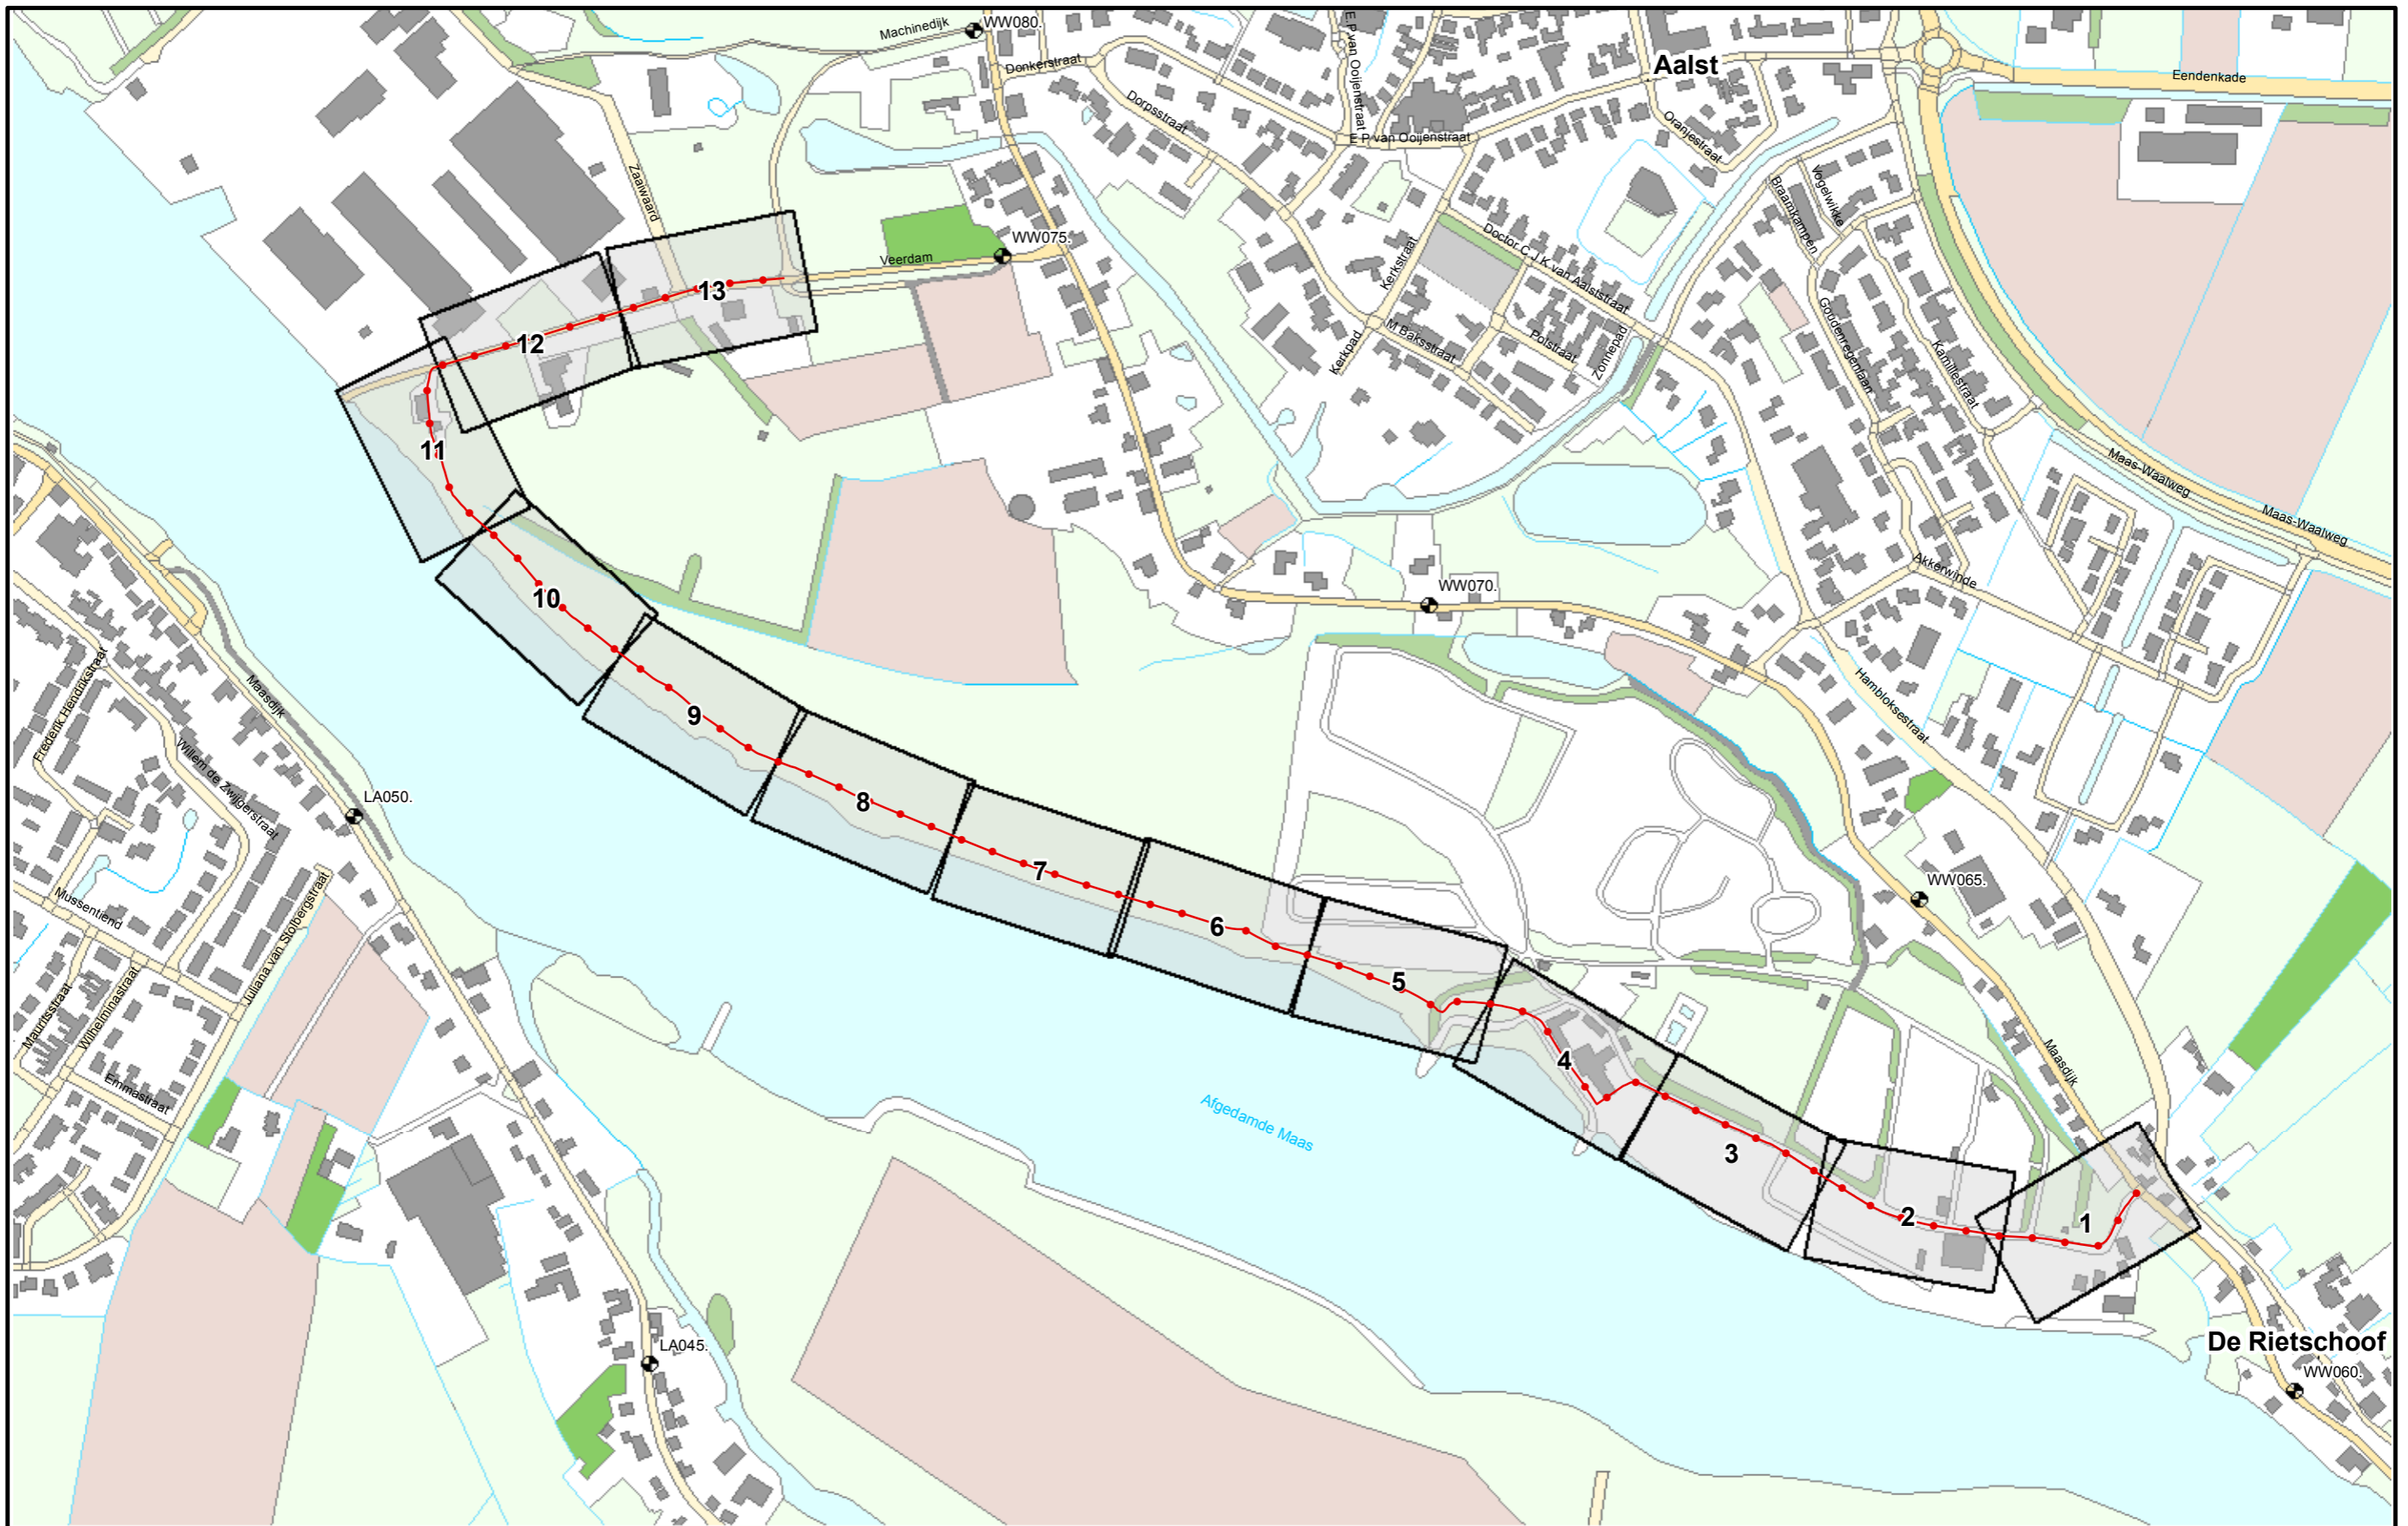 Machinedijk
WW080.
Donkerstraat
Dorpsstraat
E.P van Ooijenstraat
E P van Ooijenstraat
Aalst
Oranjestraat
Eendenkade
Zaaiwaard
Veerdam
WW075.
Kerkstraat
Kerkpad
Doctor C J K van Aalststraat
M Baksstraat
Polstraat
Zonnepad
Braamkampen
Vogelwikke
Goudenregenlaan
Kamillestraat
Maas-Waalweg
Maas-Waalweg
Akkerwinde
13
12
11
10
9
8
7
6
5
4
3
2
1
WW070.
Hambloksestraat
WW065.
Maasdijk
Frederik Hendrikstraat
Maasdijk
Willem de Zwijgerstraat
LA050.
Mussentiend
Juliana van Stolbergstraat
Mauritsstraat
Wilhelminastraat
Emmastraat
Afgedamde Maas
LA045.
De Rietschoof
WW060.